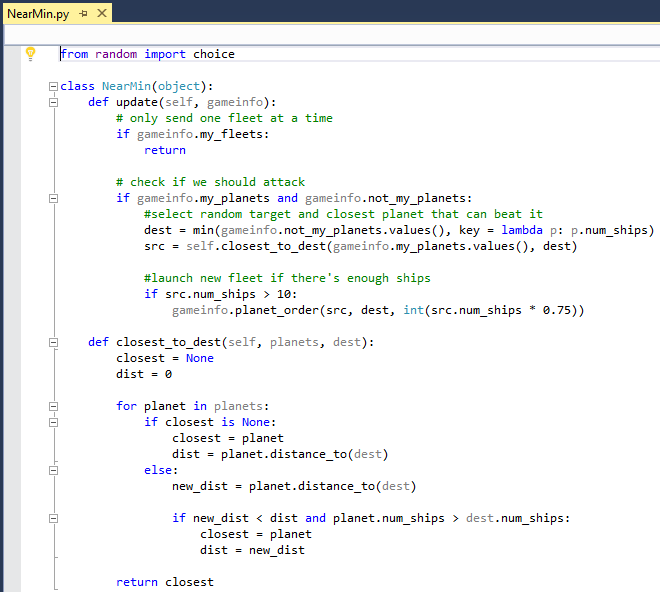 NearMin.py
from random import choice
class NearMin(object):
    def update(self, gameinfo):
        # only send one fleet at a time
        if gameinfo.my_fleets:
            return
        # check if we should attack
        if gameinfo.my_planets and gameinfo.not_my_planets:
            #select random target and closest planet that can beat it
            dest = min(gameinfo.not_my_planets.values(), key = lambda p: p.num_ships)
            src = self.closest_to_dest(gameinfo.my_planets.values(), dest)
            #launch new fleet if there's enough ships
            if src.num_ships > 10:
                gameinfo.planet_order(src, dest, int(src.num_ships * 0.75))
    def closest_to_dest(self, planets, dest):
        closest = None
        dist = 0
        for planet in planets:
            if closest is None:
                closest = planet
                dist = planet.distance_to(dest)
            else:
                new_dist = planet.distance_to(dest)
                if new_dist < dist and planet.num_ships > dest.num_ships:
                    closest = planet
                    dist = new_dist
        return closest